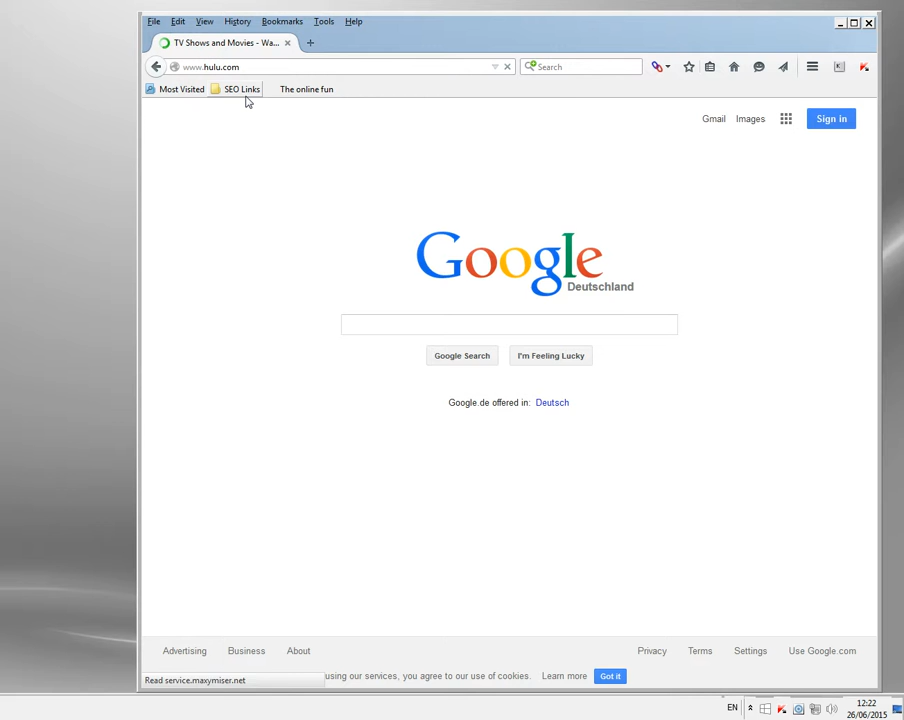 File Edit View History Bookmarks Tools Help
TV Shows and Movies - Wa...
www.hulu.com
Search
Most Visited SEO Links The online fun
Gmail Images Sign in
Google
Deutschland
Google Search I'm Feeling Lucky
Google.de offered in: Deutsch
Advertising Business About Privacy Terms Settings Use Google.com
Read service.maxymiser.net using our services, you agree to our use of cookies. Learn more Got it
EN 12:22
26/06/2015